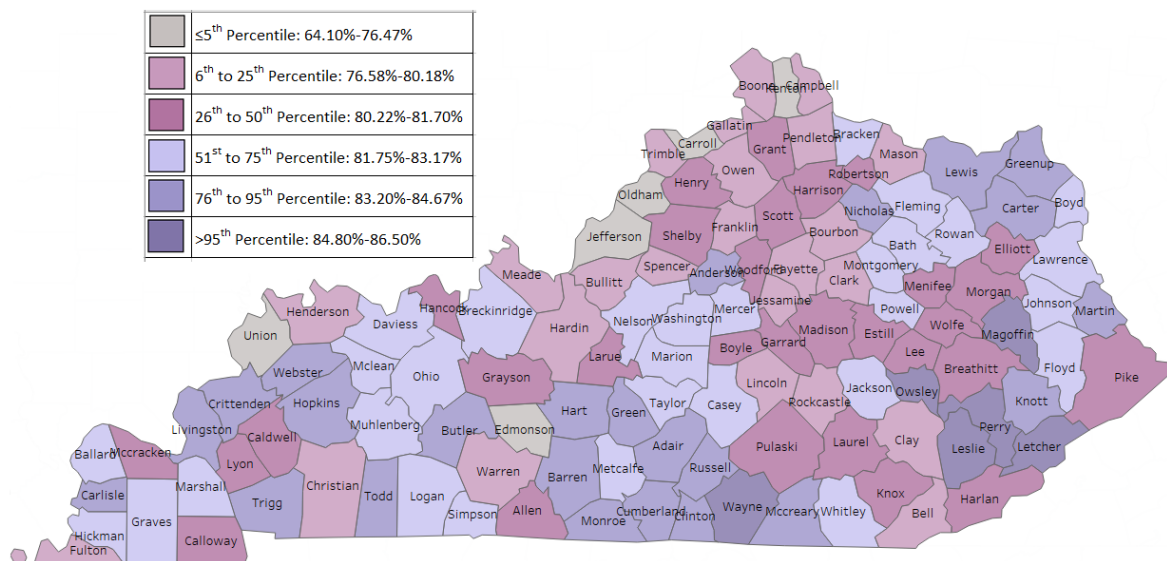 ≤5th Percentile: 64.10%-76.47%
6th to 25th Percentile: 76.58%-80.18%
26th to 50th Percentile: 80.22%-81.70%
51st to 75th Percentile: 81.75%-83.17%
76th to 95th Percentile: 83.20%-84.67%
>95th Percentile: 84.80%-86.50%
Boone
Kenton
Campbell
Gallatin
Carroll
Trimble
Grant
Pendleton
Bracken
Mason
Owen
Robertson
Lewis
Greenup
Henry
Oldham
Harrison
Nicholas
Fleming
Carter
Boyd
Scott
Jefferson
Shelby
Franklin
Bourbon
Bath
Rowan
Elliott
Lawrence
Meade
Bullitt
Spencer
Anderson
Woodford
Fayette
Clark
Montgomery
Menifee
Morgan
Johnson
Martin
Hancock
Breckinridge
Henderson
Daviess
Union
Hardin
Nelson
Washington
Mercer
Jessamine
Madison
Powell
Estill
Wolfe
Magoffin
Mclean
Ohio
Grayson
Larue
Marion
Boyle
Garrard
Lee
Breathitt
Floyd
Pike
Webster
Hopkins
Crittenden
Livingston
Lincoln
Rockcastle
Jackson
Owsley
Knott
Muhlenberg
Butler
Edmonson
Hart
Green
Taylor
Casey
Perry
Caldwell
Lyon
Ballard
Mccracken
Adair
Pulaski
Laurel
Clay
Leslie
Letcher
Carlisle
Marshall
Trigg
Christian
Todd
Logan
Warren
Barren
Metcalfe
Russell
Knox
Harlan
Hickman
Graves
Calloway
Fulton
Simpson
Allen
Monroe
Cumberland
Clinton
Wayne
Mccreary
Whitley
Bell